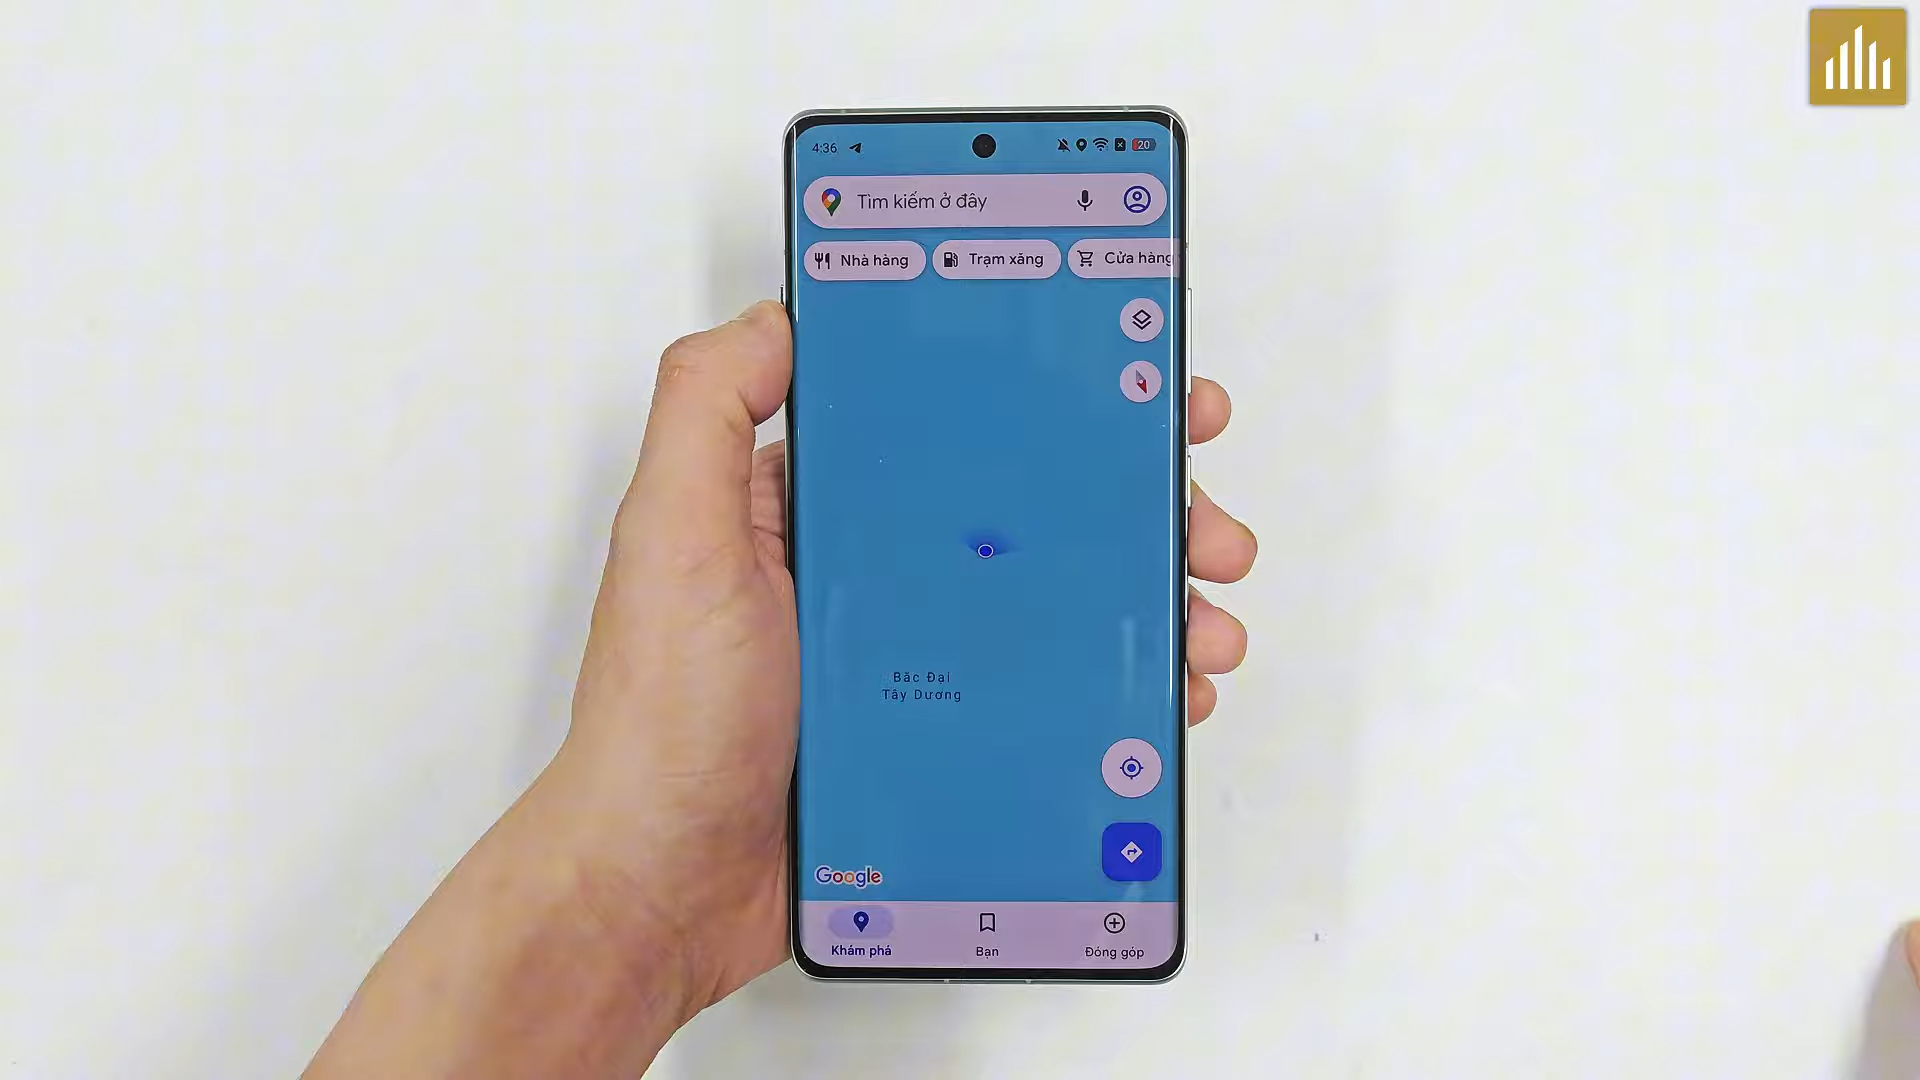 4:36
20
Tìm kiếm ở đây
Nhà hàng
Trạm xăng
Cửa hàng
Bắc Đại
Tây Dương
Google
Khám phá
Bạn
Đóng góp